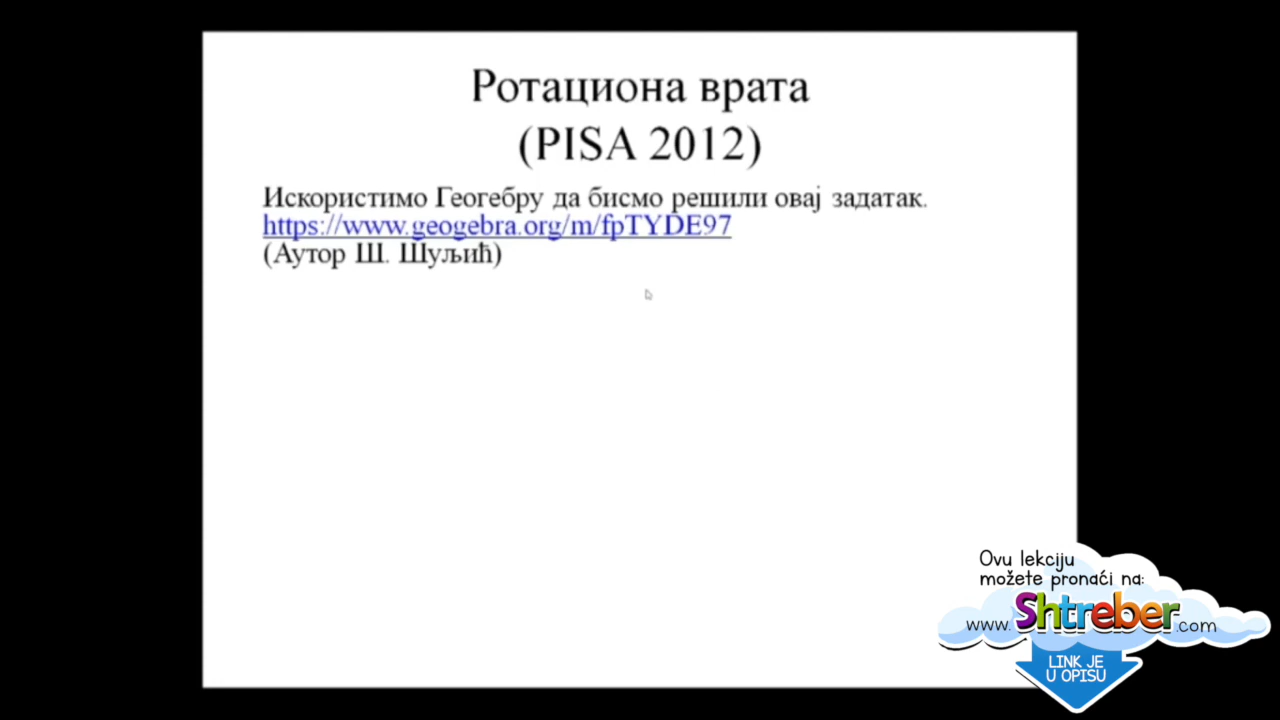 Ротациона врата
(PISA 2012)
Искористимо Геогебру да бисмо решили овај задатак.
https://www.geogebra.org/m/fpTYDE97
(Аутор Ш. Шуљић)
Ovu lekciju
možete pronaći na:
www.Shtreber.com
LINK JE
U OPISU